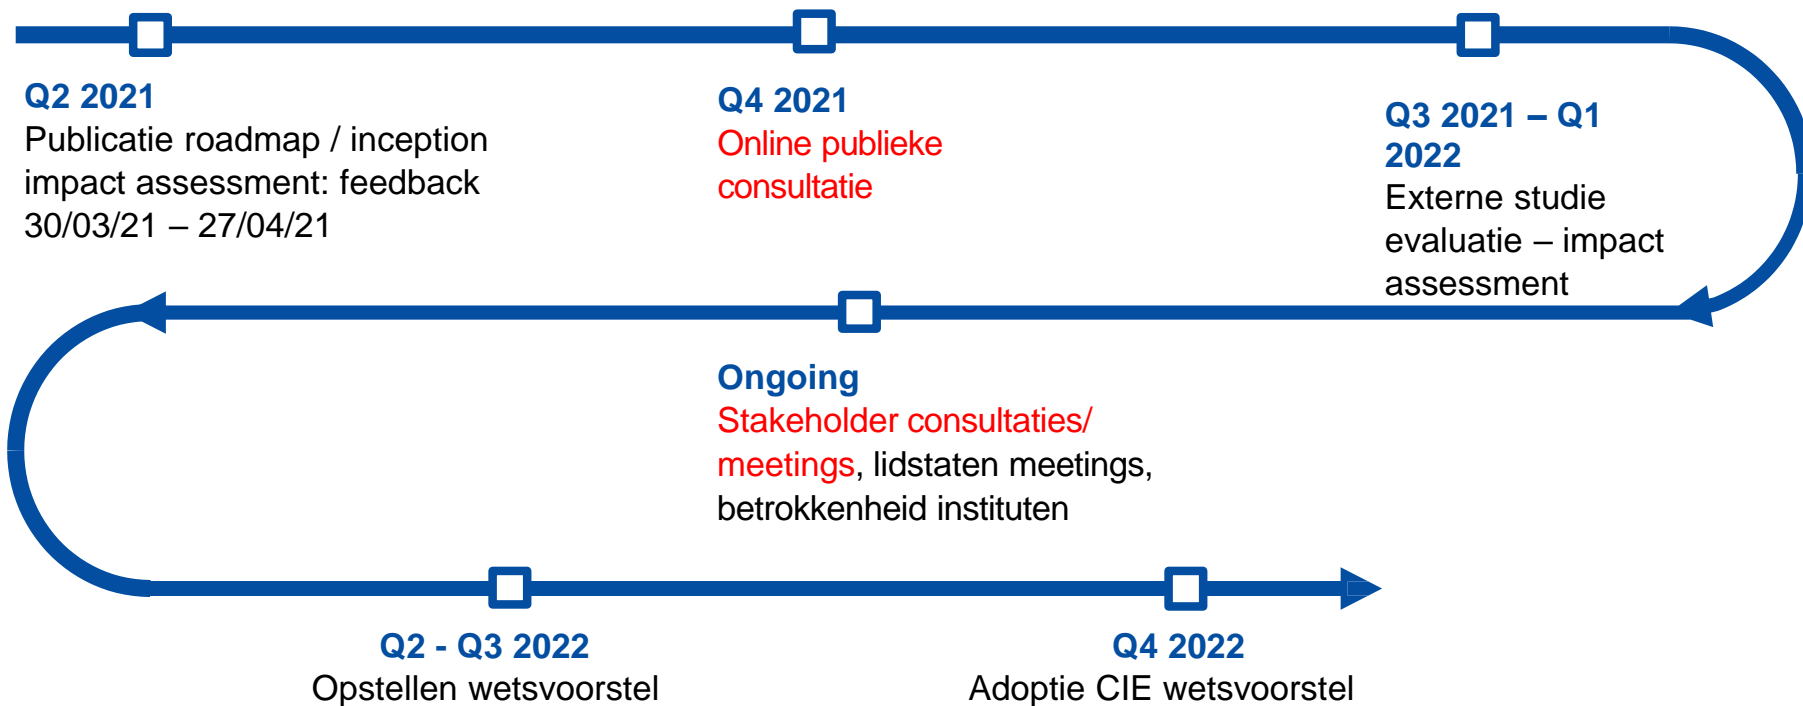 Q2 2021
Publicatie roadmap / inception
impact assessment: feedback
30/03/21 – 27/04/21
Q4 2021
Online publieke
consultatie
Q3 2021 – Q1
2022
Externe studie
evaluatie – impact
assessment
Ongoing
Stakeholder consultaties/
meetings, lidstaten meetings,
betrokkenheid instituten
Q2 - Q3 2022
Opstellen wetsvoorstel
Q4 2022
Adoptie CIE wetsvoorstel